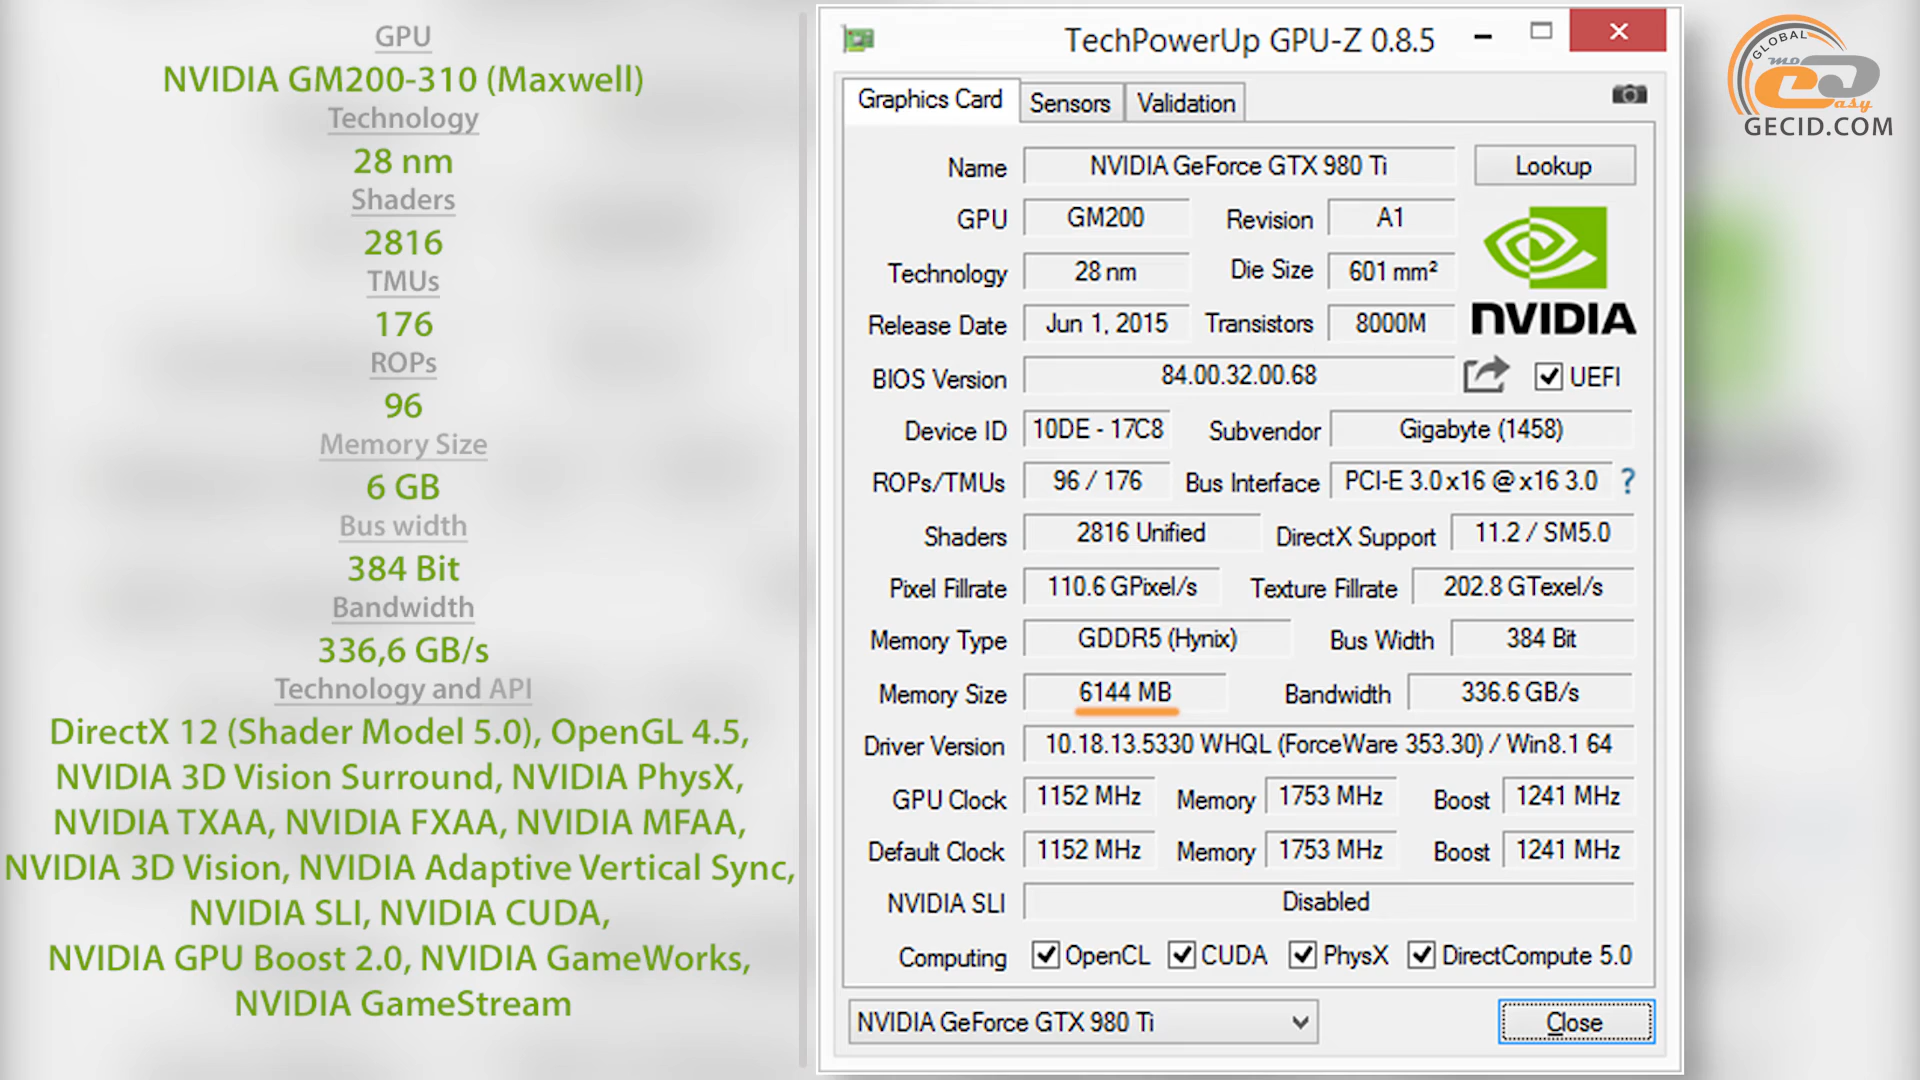 GPU
NVIDIA GM200-310 (Maxwell)
Technology
28 nm
Shaders
2816
TMUs
176
ROPs
96
Memory Size
6 GB
Bus width
384 Bit
Bandwidth
336,6 GB/s
Technology and API
DirectX 12 (Shader Model 5.0), OpenGL 4.5,
NVIDIA 3D Vision Surround, NVIDIA PhysX,
NVIDIA TXAA, NVIDIA FXAA, NVIDIA MFAA,
NVIDIA 3D Vision, NVIDIA Adaptive Vertical Sync,
NVIDIA SLI, NVIDIA CUDA,
NVIDIA GPU Boost 2.0, NVIDIA GameWorks,
NVIDIA GameStream
TechPowerUp GPU-Z 0.8.5
Graphics Card Sensors Validation
Name NVIDIA GeForce GTX 980 Ti Lookup
GPU GM200 Revision A1
Technology 28 nm Die Size 601 mm²
Release Date Jun 1, 2015 Transistors 8000M
NVIDIA
BIOS Version 84.00.32.00.68 UEFI
Device ID 10DE - 17C8 Subvendor Gigabyte (1458)
ROPs/TMUs 96 / 176 Bus Interface PCI-E 3.0 x16 @ x16 3.0 ?
Shaders 2816 Unified DirectX Support 11.2 / SM5.0
Pixel Fillrate 110.6 GPixel/s Texture Fillrate 202.8 GTexel/s
Memory Type GDDR5 (Hynix) Bus Width 384 Bit
Memory Size 6144 MB Bandwidth 336.6 GB/s
Driver Version 10.18.13.5330 WHQL (ForceWare 353.30) / Win8.1 64
GPU Clock 1152 MHz Memory 1753 MHz Boost 1241 MHz
Default Clock 1152 MHz Memory 1753 MHz Boost 1241 MHz
NVIDIA SLI Disabled
Computing OpenCL CUDA PhysX DirectCompute 5.0
NVIDIA GeForce GTX 980 Ti Close
GLOBAL
mo
asy
GECID.COM